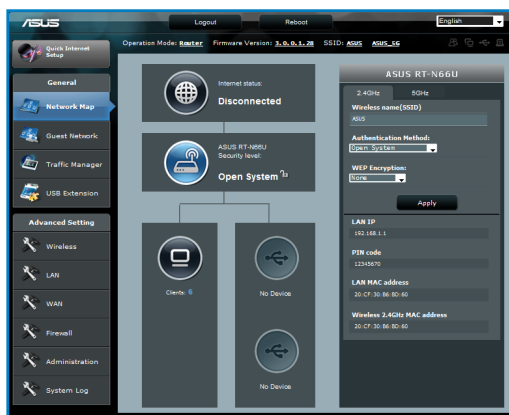 ASUS
Logout
Reboot
English
Quick Internet
Setup
Operation Mode: Router Firmware Version: 3.0.0.1.28 SSID: ASUS ASUS_5G
General
Network Map
Guest Network
Traffic Manager
USB Extension
Advanced Setting
Wireless
LAN
WAN
Firewall
Administration
System Log
Internet status:
Disconnected
ASUS RT-N66U
Security level:
Open System
Clients: 6
No Device
No Device
ASUS RT-N66U
2.4GHz
5GHz
Wireless name(SSID)
ASUS
Authentication Method:
Open System
WEP Encryption:
None
Apply
LAN IP
192.168.1.1
PIN code
12345670
LAN MAC address
20:CF:30:B6:BD:60
Wireless 2.4GHz MAC address
20:CF:30:B6:BD:60